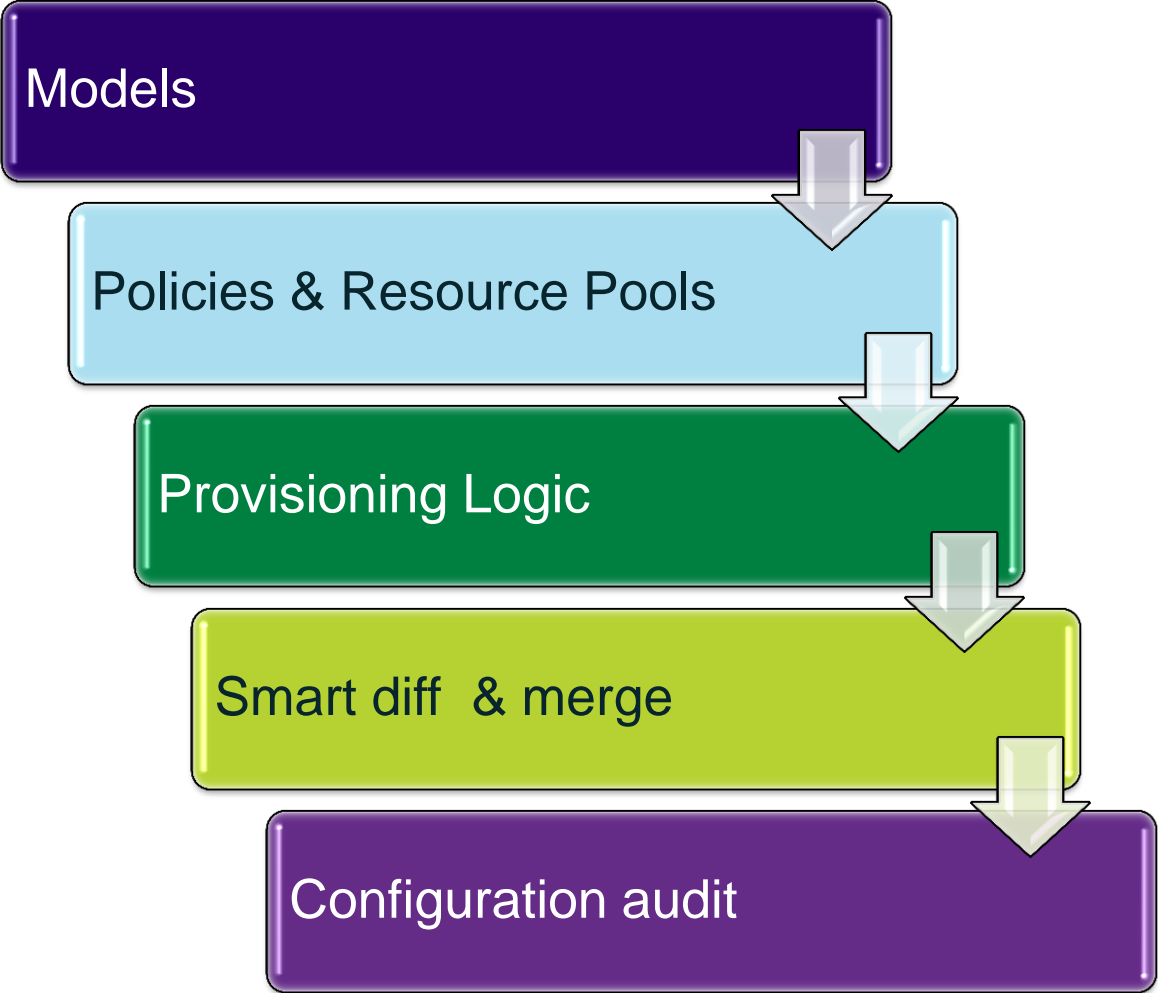 Models
Policies & Resource Pools
Provisioning Logic
Smart diff  & merge
Configuration audit